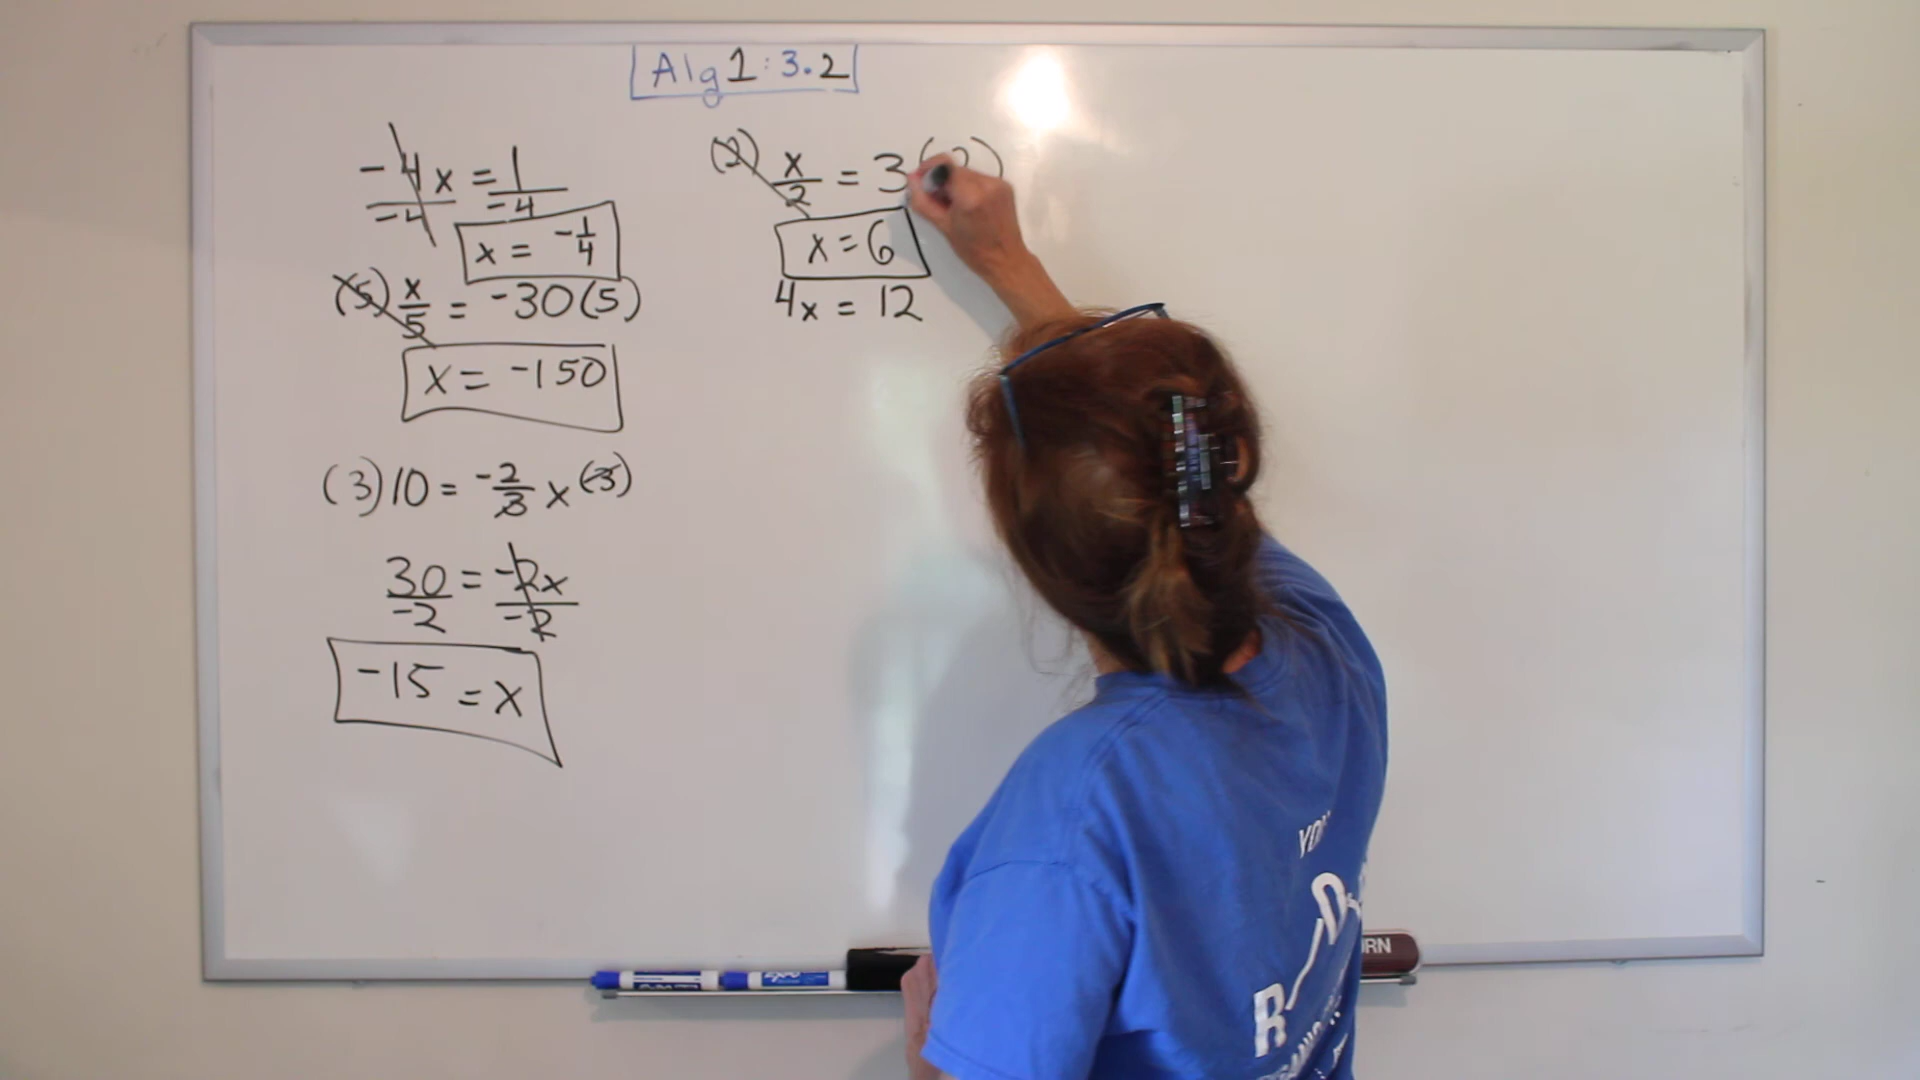 Alg 1: 3.2
-4x = 1
-4 -4
x = -1/4
(5) x/5 = -30(5)
x = -150
(3)10 = -2/3 x (3)
30 = -2x
-2 -2
-15 = x
(2) x/2 = 3 (2)
x = 6
4x = 12
YOU
R